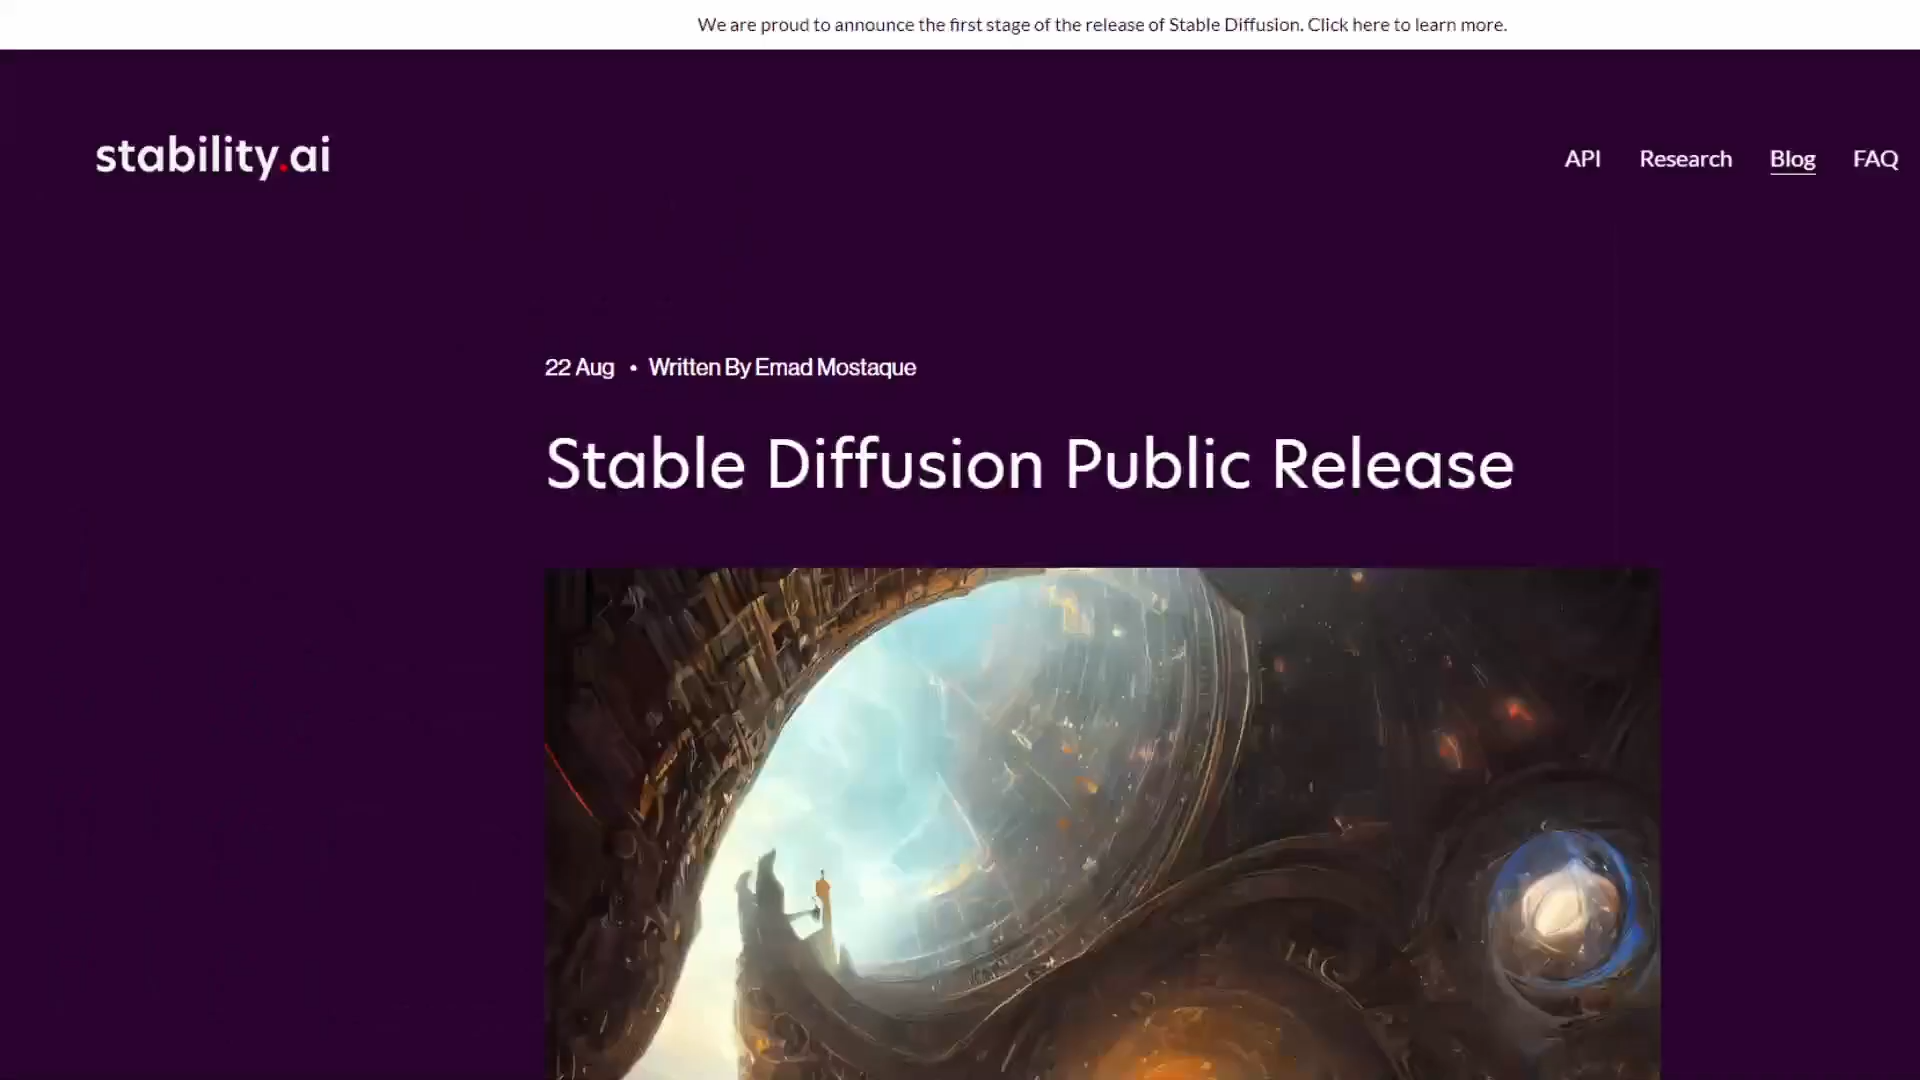 We are proud to announce the first stage of the release of Stable Diffusion. Click here to learn more.
stability.ai
API Research Blog FAQ
22 Aug • Written By Emad Mostaque
Stable Diffusion Public Release